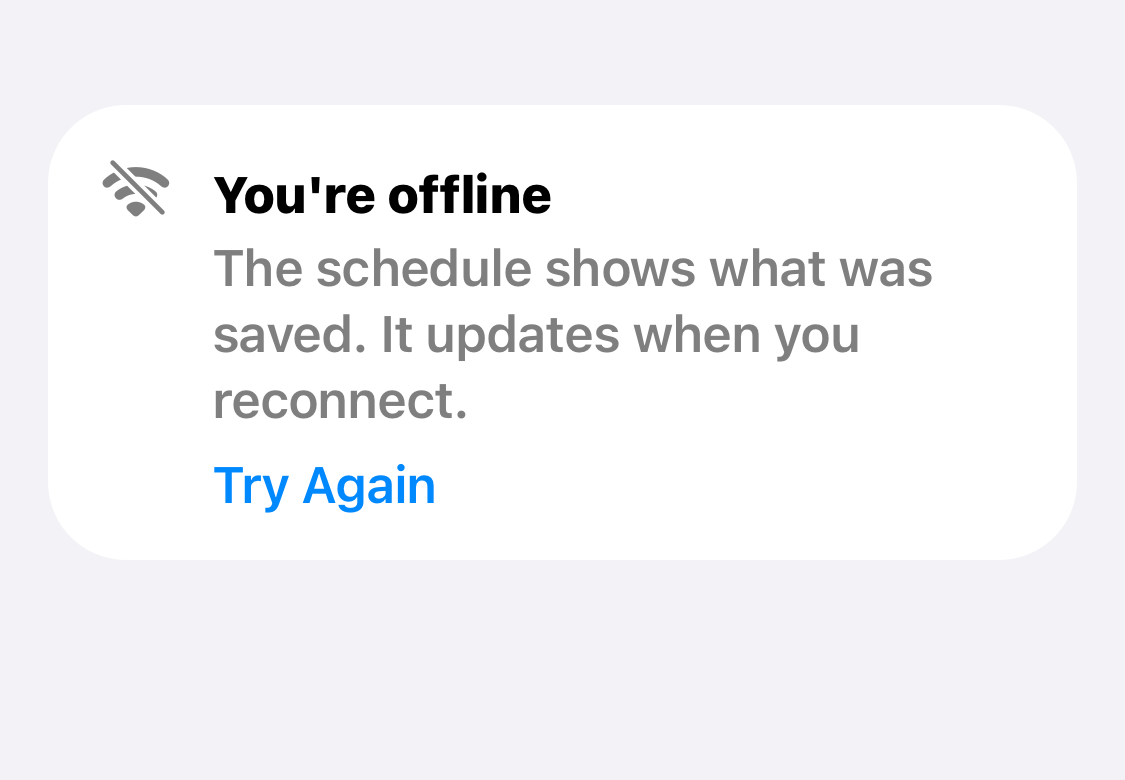 You're offline
The schedule shows what was
saved. It updates when you
reconnect.
Try Again